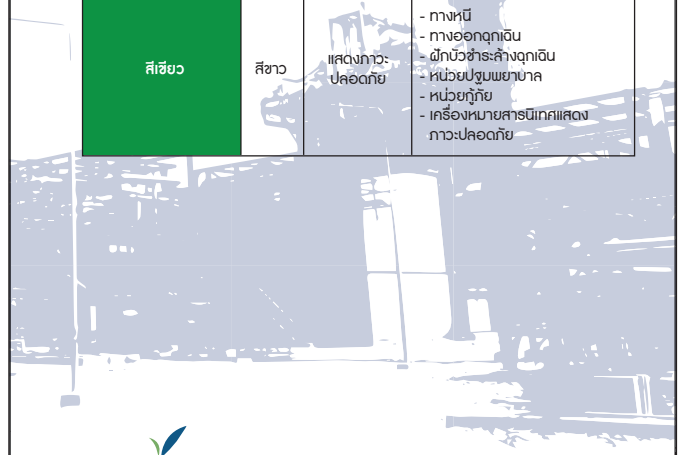 สีเขียว
สีขาว
แสดงภาวะ
ปลอดภัย
- ทางหนี
- ทางออกฉุกเฉิน
- ฝักบัวชำระล้างฉุกเฉิน
- หน่วยปฐมพยาบาล
- หน่วยกู้ภัย
- เครื่องหมายสารนิเทศแสดง
ภาวะปลอดภัย